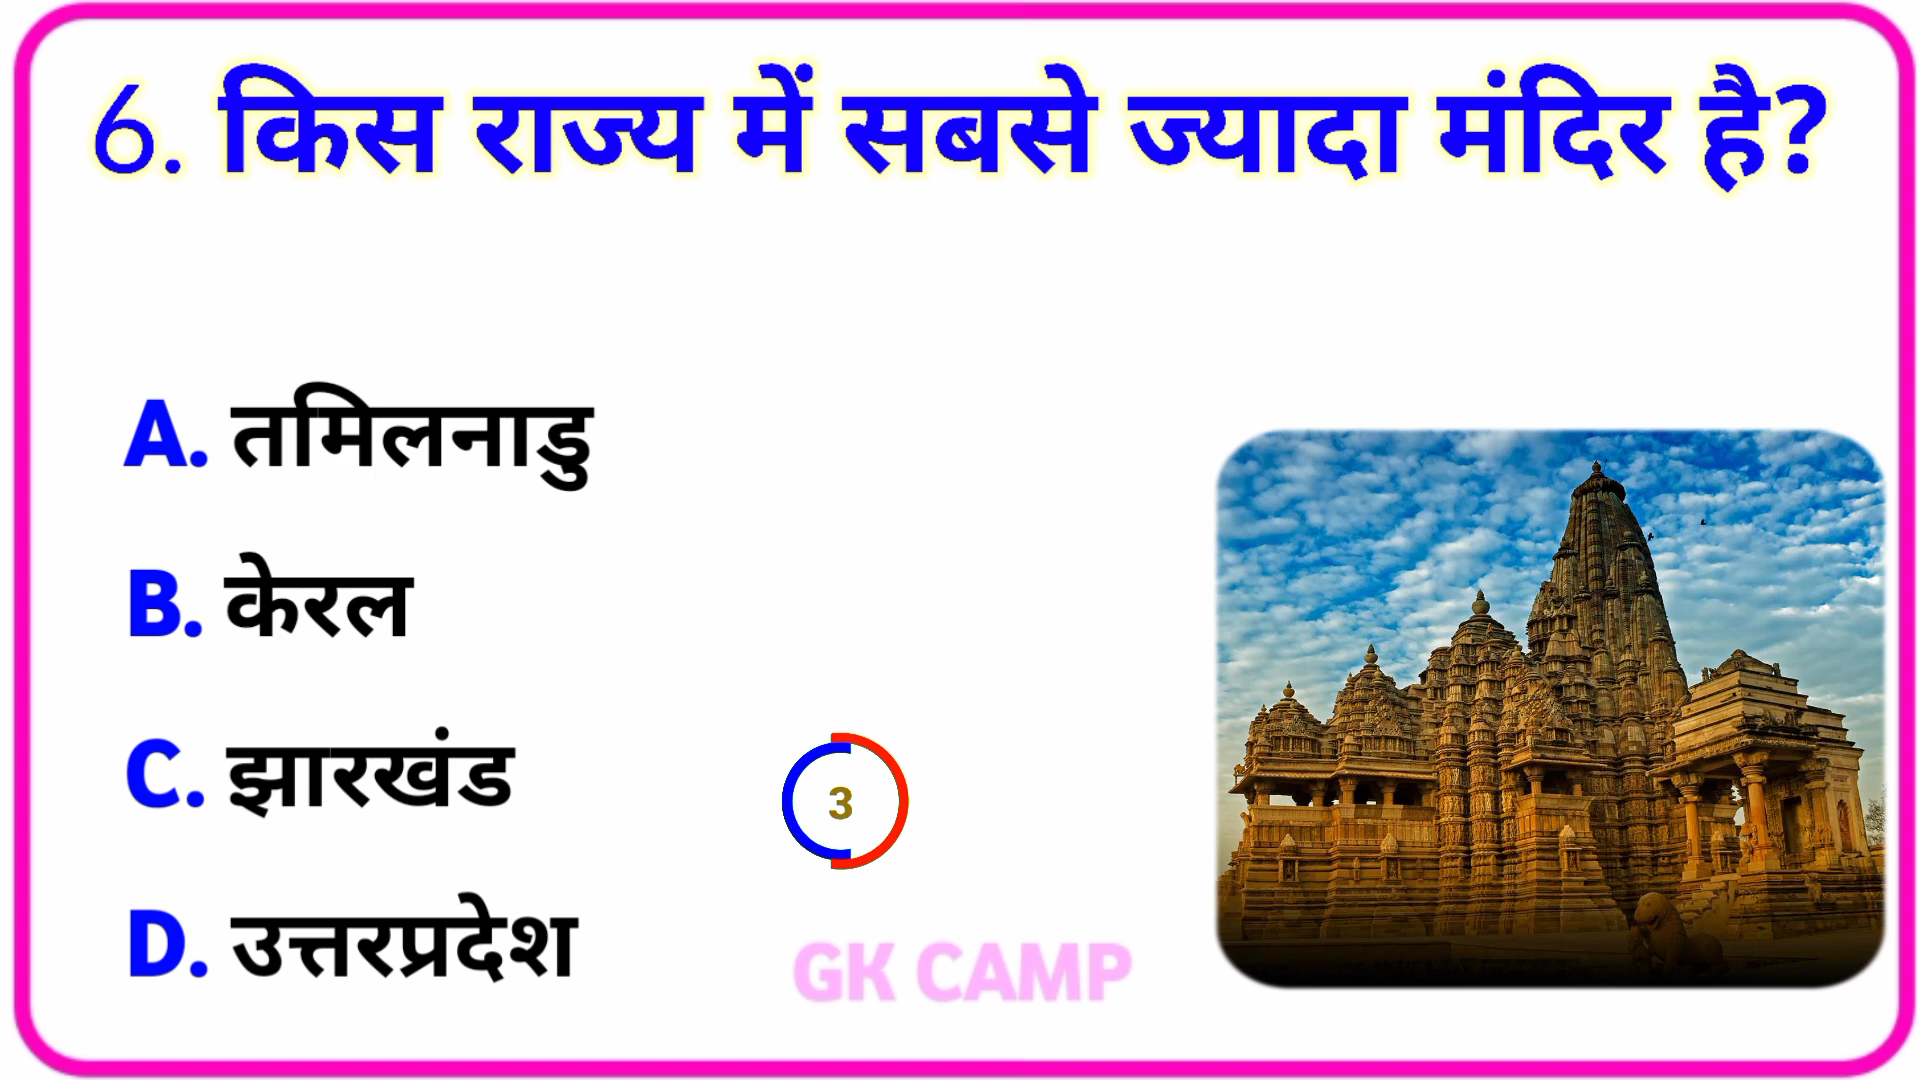 6. किस राज्य में सबसे ज्यादा मंदिर है?
A. तमिलनाडु
B. केरल
C. झारखंड
3
D. उत्तरप्रदेश
GK CAMP